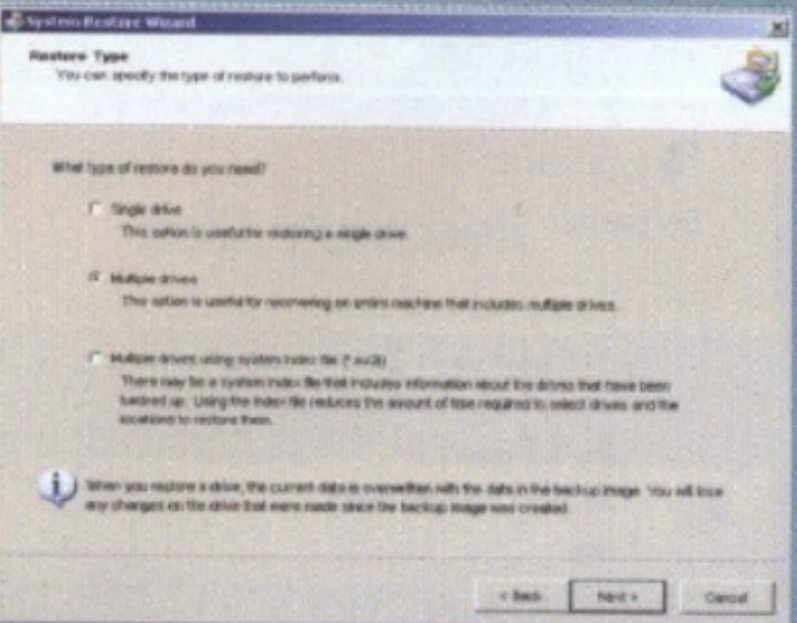 System Restore Wizard
Restore Type
You can specify the type of restore to perform.
What type of restore do you need?
Single drive
This option is useful for restoring a single drive.
Multiple drives
This option is useful for recovering an entire machine that includes multiple drives.
Multiple drives using system index file (*.sv2i)
There may be a system index file that includes information about the drives that have been
backed up. Using the index file reduces the amount of time required to select drives and the
locations to restore them.
When you restore a drive, the current data is overwritten with the data in the backup image. You will lose
any changes on the drive that were made since the backup image was created.
< Back
Next >
Cancel